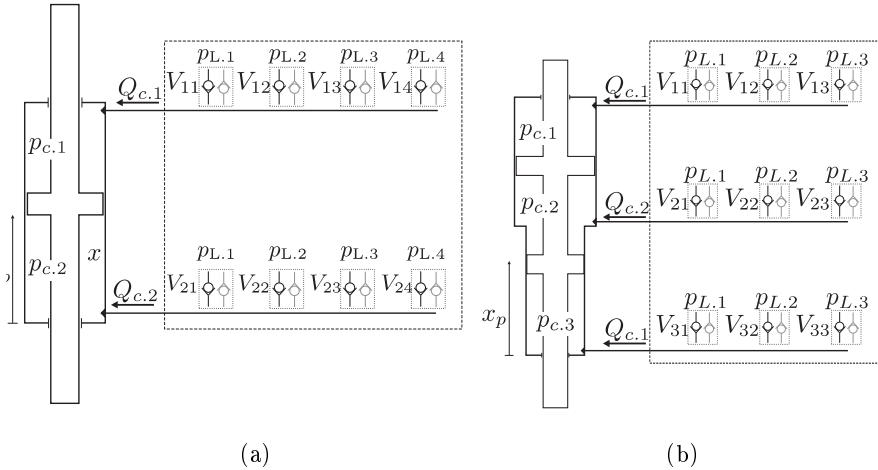 p_{L.1} p_{L.2} p_{L.3} p_{L.4}
Q_{c.1} V_{11} V_{12} V_{13} V_{14}
p_{c.1}
p_{c.2} x
p_{L.1} p_{L.2} p_{L.3} p_{L.4}
Q_{c.2} V_{21} V_{22} V_{23} V_{24}
(a)
p_{L.1} p_{L.2} p_{L.3}
Q_{c.1} V_{11} V_{12} V_{13}
p_{c.1}
p_{L.1} p_{L.2} p_{L.3}
p_{c.2} Q_{c.2} V_{21} V_{22} V_{23}
p_{L.1} p_{L.2} p_{L.3}
x_p p_{c.3} Q_{c.1} V_{31} V_{32} V_{33}
(b)